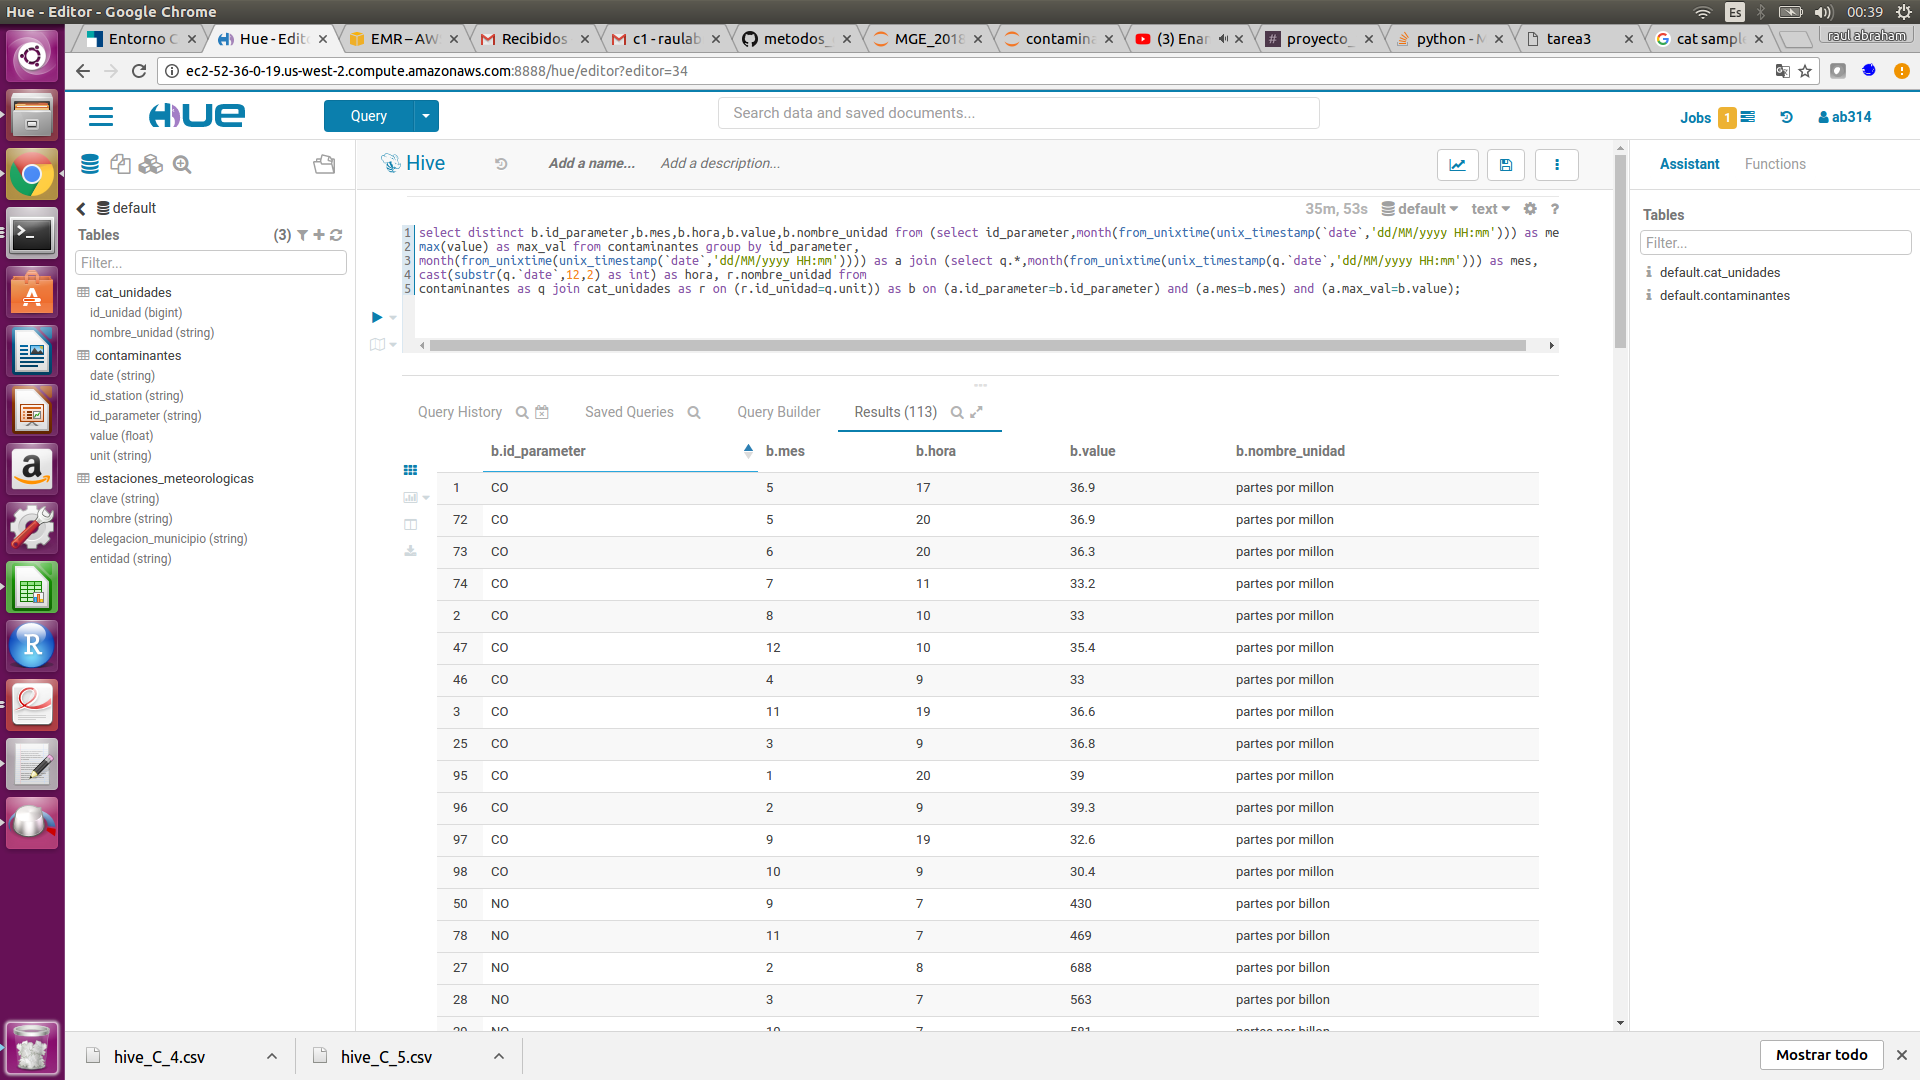 Hue - Editor - Google Chrome
Es
00:39
Entorno C
Hue - Edito
EMR – AW
Recibidos
c1 - raulab
metodos_
MGE_2018
contamina
(3) Enar
proyecto_
python - M
tarea3
cat sampl
raul abraham
ec2-52-36-0-19.us-west-2.compute.amazonaws.com:8888/hue/editor?editor=34
HUE
Query
Search data and saved documents...
Jobs 1
ab314
Hive
Add a name...
Add a description...
Assistant
Functions
default
35m, 53s
default
text
?
Tables
(3)
Filter...
Tables
Filter...
default.cat_unidades
default.contaminantes
cat_unidades
id_unidad (bigint)
nombre_unidad (string)
contaminantes
date (string)
id_station (string)
id_parameter (string)
value (float)
unit (string)
estaciones_meteorologicas
clave (string)
nombre (string)
delegacion_municipio (string)
entidad (string)
1 select distinct b.id_parameter,b.mes,b.hora,b.value,b.nombre_unidad from (select id_parameter,month(from_unixtime(unix_timestamp(`date`,'dd/MM/yyyy HH:mm'))) as me
2 max(value) as max_val from contaminantes group by id_parameter,
3 month(from_unixtime(unix_timestamp(`date`,'dd/MM/yyyy HH:mm')))) as a join (select q.*,month(from_unixtime(unix_timestamp(q.`date`,'dd/MM/yyyy HH:mm'))) as mes,
4 cast(substr(q.`date`,12,2) as int) as hora, r.nombre_unidad from
5 contaminantes as q join cat_unidades as r on (r.id_unidad=q.unit)) as b on (a.id_parameter=b.id_parameter) and (a.mes=b.mes) and (a.max_val=b.value);
Query History
Saved Queries
Query Builder
Results (113)
b.id_parameter b.mes b.hora b.value b.nombre_unidad
1 CO 5 17 36.9 partes por millon
72 CO 5 20 36.9 partes por millon
73 CO 6 20 36.3 partes por millon
74 CO 7 11 33.2 partes por millon
2 CO 8 10 33 partes por millon
47 CO 12 10 35.4 partes por millon
46 CO 4 9 33 partes por millon
3 CO 11 19 36.6 partes por millon
25 CO 3 9 36.8 partes por millon
95 CO 1 20 39 partes por millon
96 CO 2 9 39.3 partes por millon
97 CO 9 19 32.6 partes por millon
98 CO 10 9 30.4 partes por millon
50 NO 9 7 430 partes por billon
78 NO 11 7 469 partes por billon
27 NO 2 8 688 partes por billon
28 NO 3 7 563 partes por billon
hive_C_4.csv
hive_C_5.csv
Mostrar todo